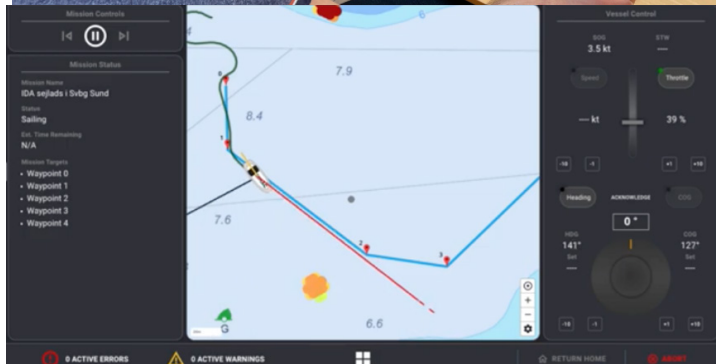 Mission Controls
Mission Status
Mission Name
IDA sejlads i Svbg Sund
Status
Sailing
Est. Time Remaining
N/A
Mission Targets
• Waypoint 0
• Waypoint 1
• Waypoint 2
• Waypoint 3
• Waypoint 4
6
7.9
0
8.4
1
7.6
2
3
6.6
G
Vessel Control
SOG
STW
3.5 kt
----
Speed
Throttle
--- kt
39 %
-10
-1
+1
+10
Heading
ACKNOWLEDGE
COG
0 °
HDG
COG
141°
127°
Set
Set
----
----
-10
-1
+1
+10
0 ACTIVE ERRORS
0 ACTIVE WARNINGS
RETURN HOME
ABORT